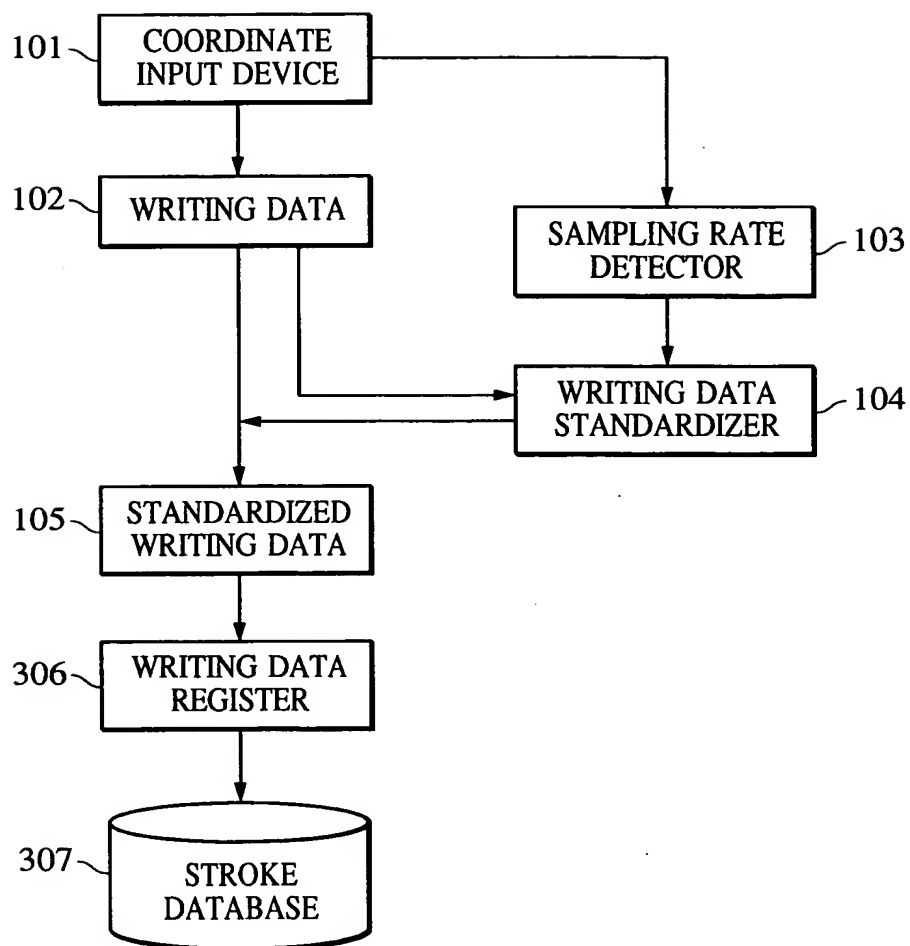 101
COORDINATE
INPUT DEVICE
102
WRITING DATA
SAMPLING RATE
DETECTOR
103
WRITING DATA
STANDARDIZER
104
105
STANDARDIZED
WRITING DATA
306
WRITING DATA
REGISTER
307
STROKE
DATABASE